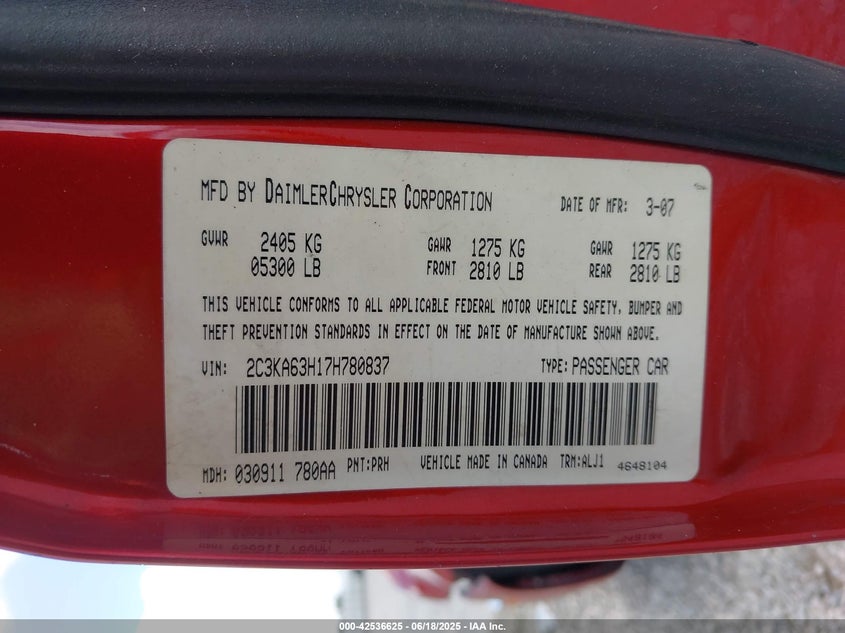 MFD BY DAIMLERCHRYSLER CORPORATION DATE OF MFR: 3-07
GVWR 2405 KG GAWR 1275 KG GAWR 1275 KG
05300 LB FRONT 2810 LB REAR 2810 LB
THIS VEHICLE CONFORMS TO ALL APPLICABLE FEDERAL MOTOR VEHICLE SAFETY, BUMPER AND
THEFT PREVENTION STANDARDS IN EFFECT ON THE DATE OF MANUFACTURE SHOWN ABOVE.
VIN: 2C3KA63H17H780837 TYPE: PASSENGER CAR
MDH: 030911 780AA PNT:PRH VEHICLE MADE IN CANADA TRM:ALJ1 4648104
000-42536625 - 06/18/2025 - IAA Inc.